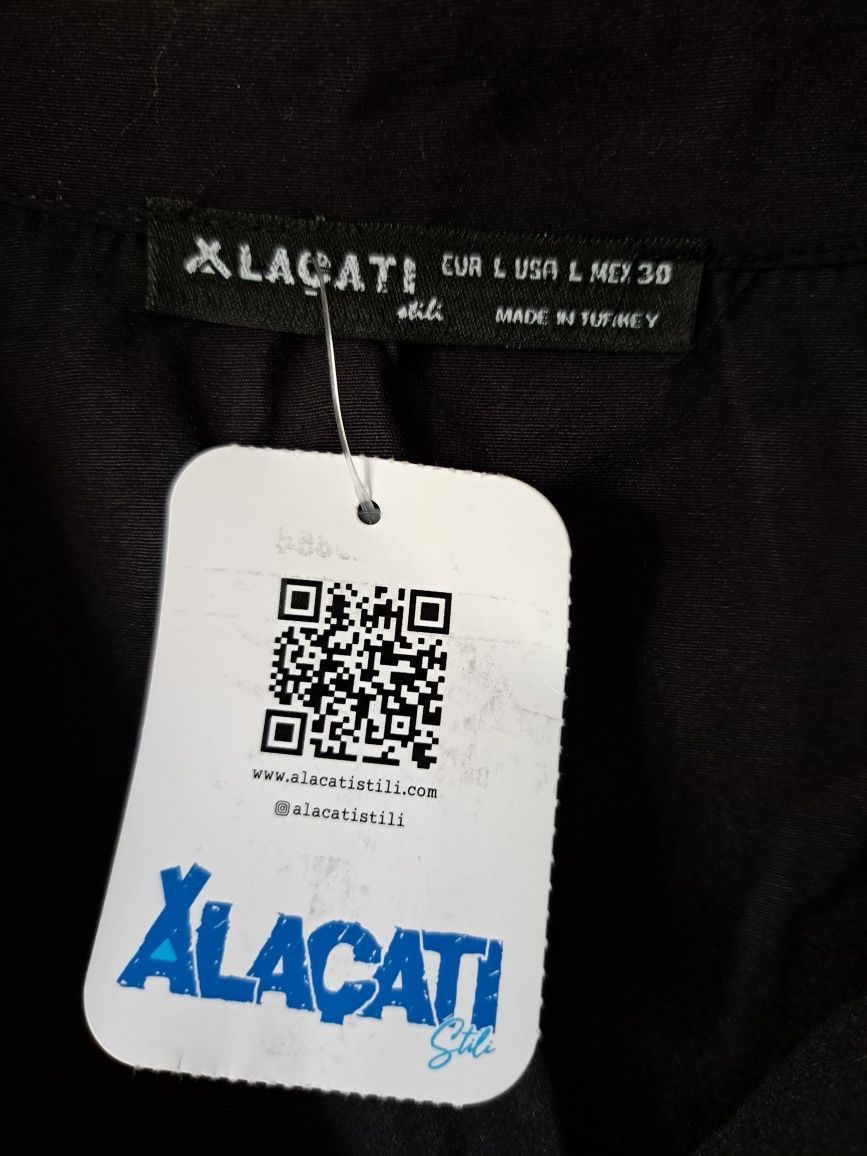 ALAÇATI
stili
EUR L USA L MEX 30
MADE IN TURKEY
www.alacatistili.com
alacatistili
ALAÇATI
Stili